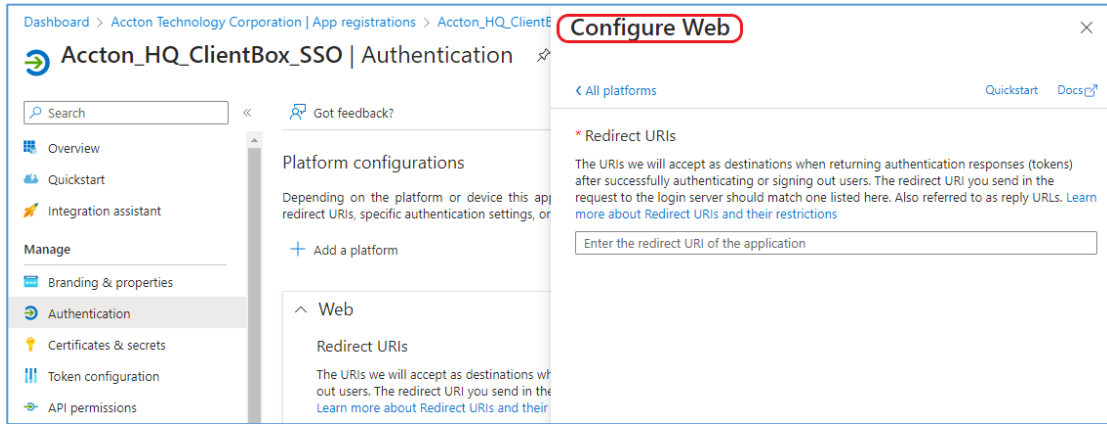 Dashboard > Accton Technology Corporation | App registrations > Accton_HQ_ClientB
Accton_HQ_ClientBox_SSO | Authentication
Search
«
Overview
Quickstart
Integration assistant
Manage
Branding & properties
Authentication
Certificates & secrets
Token configuration
API permissions
Got feedback?
Platform configurations
Depending on the platform or device this app
redirect URIs, specific authentication settings, or
+ Add a platform
Web
Redirect URIs
The URIs we will accept as destinations wh
out users. The redirect URI you send in the
Learn more about Redirect URIs and their
Configure Web
All platforms
Quickstart
Docs
* Redirect URIs
The URIs we will accept as destinations when returning authentication responses (tokens)
after successfully authenticating or signing out users. The redirect URI you send in the
request to the login server should match one listed here. Also referred to as reply URLs. Learn
more about Redirect URIs and their restrictions
Enter the redirect URI of the application